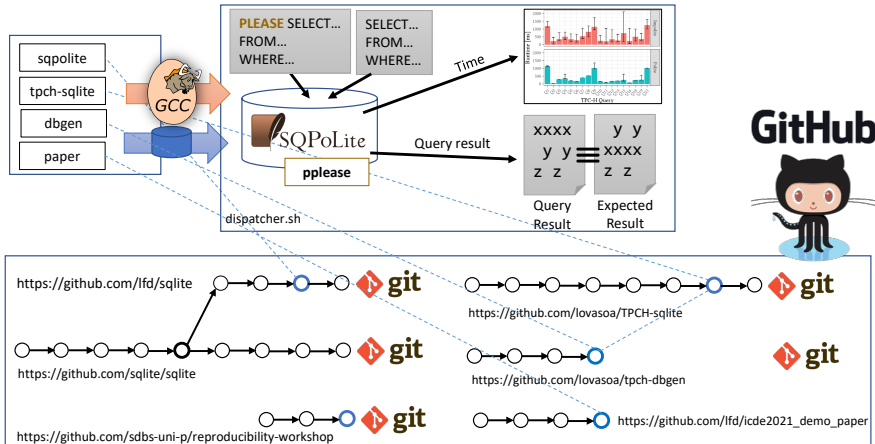 sqpolite
tpch-sqlite
dbgen
paper
GCC
PLEASE SELECT...
FROM...
WHERE...
SELECT...
FROM...
WHERE...
SQPoLite
pplease
dispatcher.sh
Time
Query result
Runtime [ms]
TPC-H Query
xxxx
y y
z z
y y
xxxx
z z
Query
Result
Expected
Result
GitHub
https://github.com/lfd/sqlite
git
https://github.com/sqlite/sqlite
git
https://github.com/sdbs-uni-p/reproducibility-workshop
git
https://github.com/lovasoa/TPCH-sqlite
git
https://github.com/lovasoa/tpch-dbgen
git
https://github.com/lfd/icde2021_demo_paper